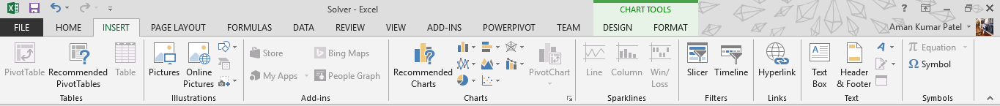 Solver - Excel
CHART TOOLS
Aman Kumar Patel
FILE HOME INSERT PAGE LAYOUT FORMULAS DATA REVIEW VIEW ADD-INS POWERPIVOT TEAM DESIGN FORMAT
PivotTable
Recommended
PivotTables
Table
Tables
Pictures
Online
Pictures
Illustrations
Store
My Apps
Bing Maps
People Graph
Add-ins
Recommended
Charts
PivotChart
Charts
Line
Column
Win/
Loss
Sparklines
Slicer
Timeline
Filters
Hyperlink
Links
Text
Box
Header
& Footer
Text
Equation
Symbol
Symbols